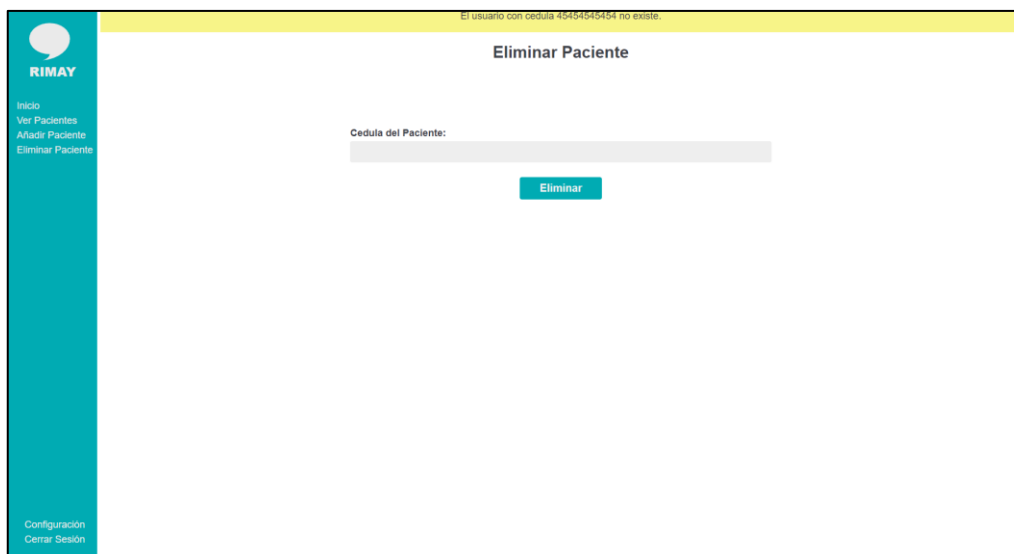 El usuario con cedula 45454545454 no existe.
RIMAY
Inicio
Ver Pacientes
Añadir Paciente
Eliminar Paciente
Eliminar Paciente
Cedula del Paciente:
Eliminar
Configuración
Cerrar Sesión